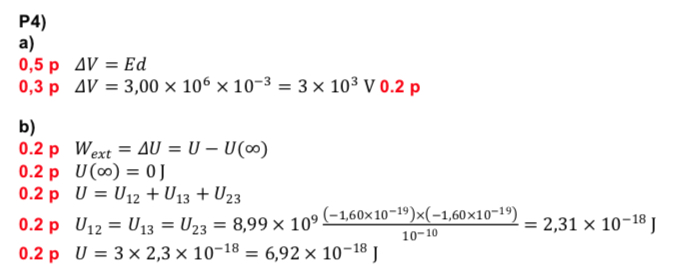 P4)
a)
0,5 p ΔV = Ed
0,3 p ΔV = 3,00 × 10⁶ × 10⁻³ = 3 × 10³ V 0.2 p
b)
0.2 p W_ext = ΔU = U − U(∞)
0.2 p U(∞) = 0 J
0.2 p U = U₁₂ + U₁₃ + U₂₃
0.2 p U₁₂ = U₁₃ = U₂₃ = 8,99 × 10⁹ (−1,60×10⁻¹⁹)×(−1,60×10⁻¹⁹) / 10⁻¹⁰ = 2,31 × 10⁻¹⁸ J
0.2 p U = 3 × 2,3 × 10⁻¹⁸ = 6,92 × 10⁻¹⁸ J